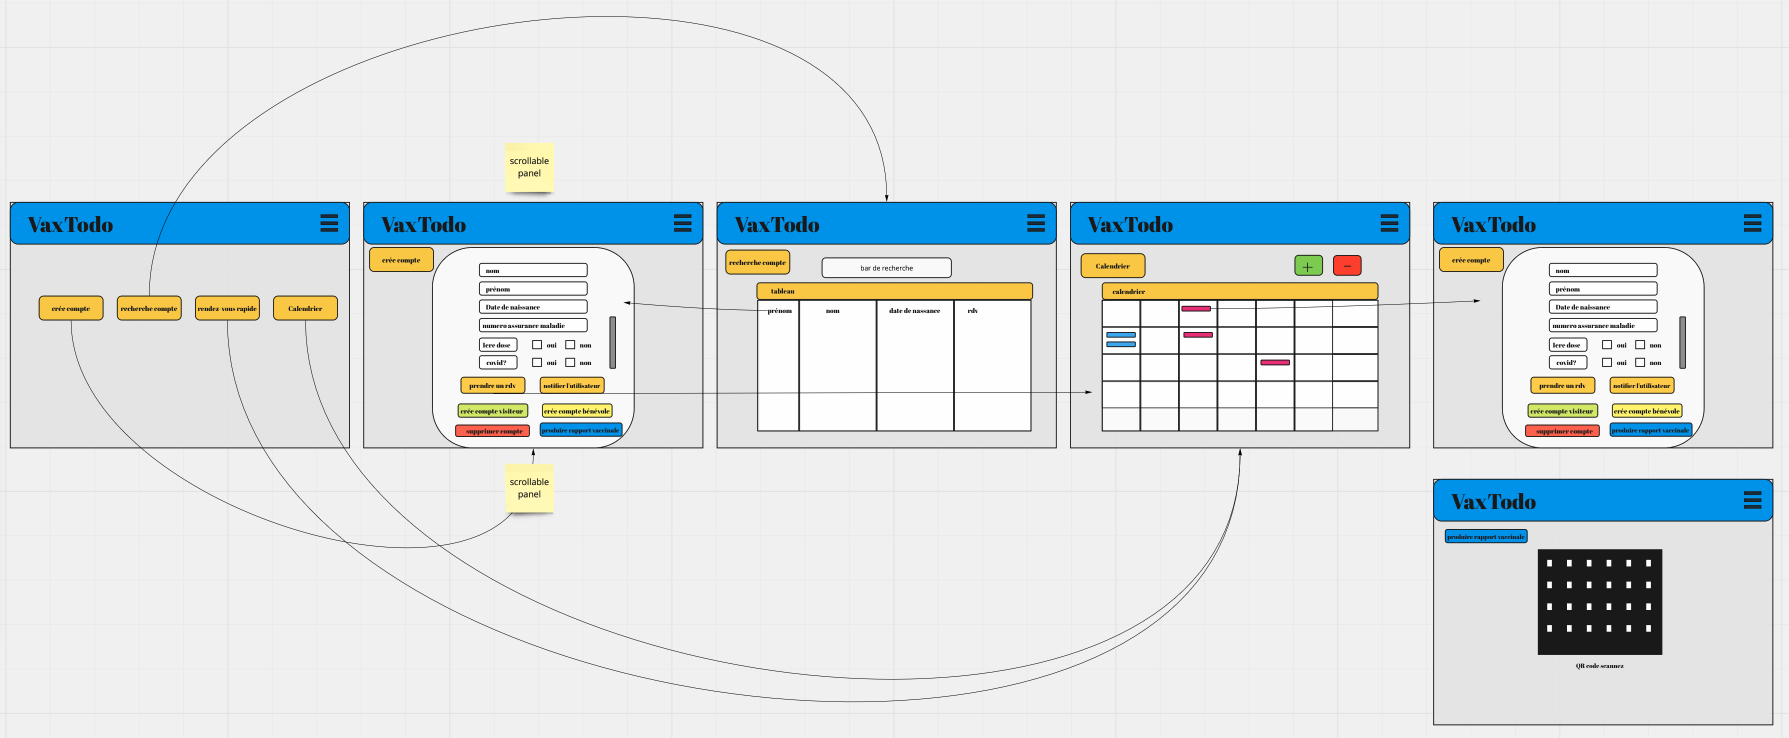 scrollable
panel
VaxTodo
crée compte
recherche compte
rendez-vous rapide
Calendrier
VaxTodo
crée compte
nom
prénom
Date de naissance
numero assurance maladie
1ere dose
oui
non
covid?
oui
non
prendre un rdv
notifier l'utilisateur
crée compte visiteur
crée compte bénévole
supprimer compte
produire rapport vaccinale
scrollable
panel
VaxTodo
recherche compte
bar de recherche
tableau
prénom
nom
date de nassance
rdv
VaxTodo
Calendrier
+
−
calendrier
VaxTodo
crée compte
nom
prénom
Date de naissance
numero assurance maladie
1ere dose
oui
non
covid?
oui
non
prendre un rdv
notifier l'utilisateur
crée compte visiteur
crée compte bénévole
supprimer compte
produire rapport vaccinale
VaxTodo
produire rapport vaccinale
QR code scannez